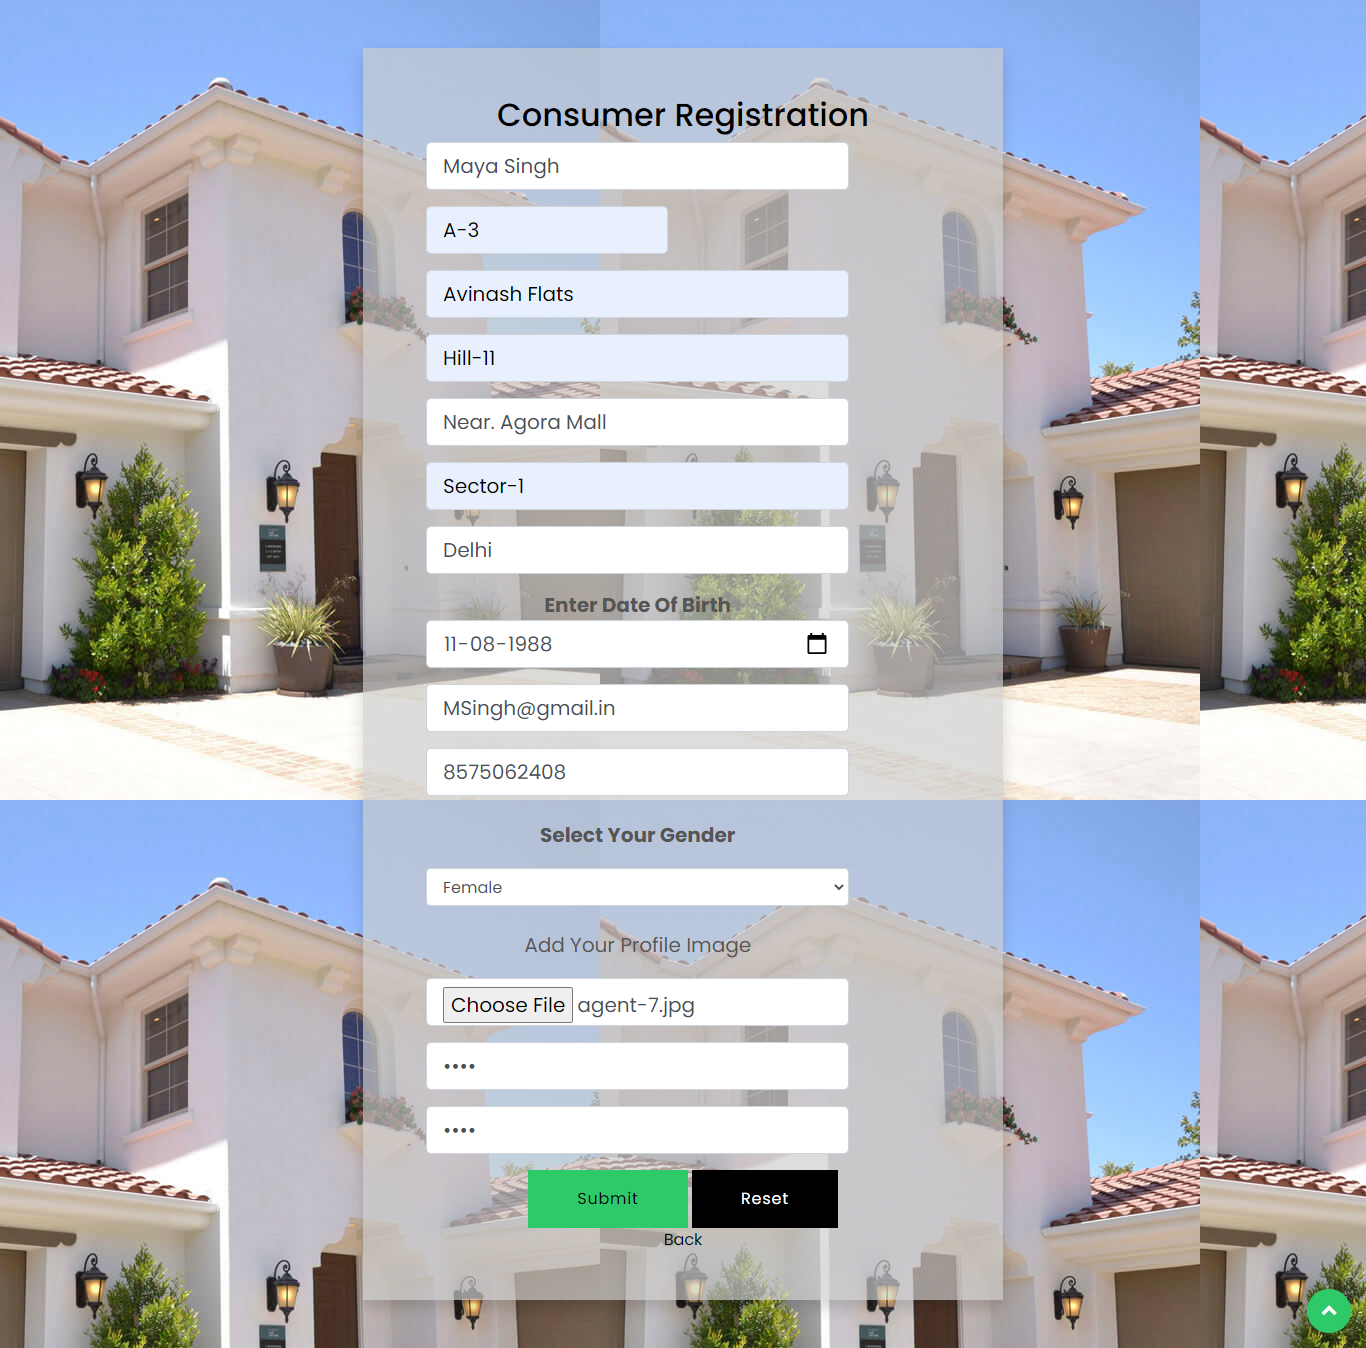 Consumer Registration
Maya Singh
A-3
Avinash Flats
Hill-11
Near. Agora Mall
Sector-1
Delhi
Enter Date Of Birth
11-08-1988
MSingh@gmail.in
8575062408
Select Your Gender
Female
Add Your Profile Image
Choose File agent-7.jpg
••••
••••
Submit Reset
Back